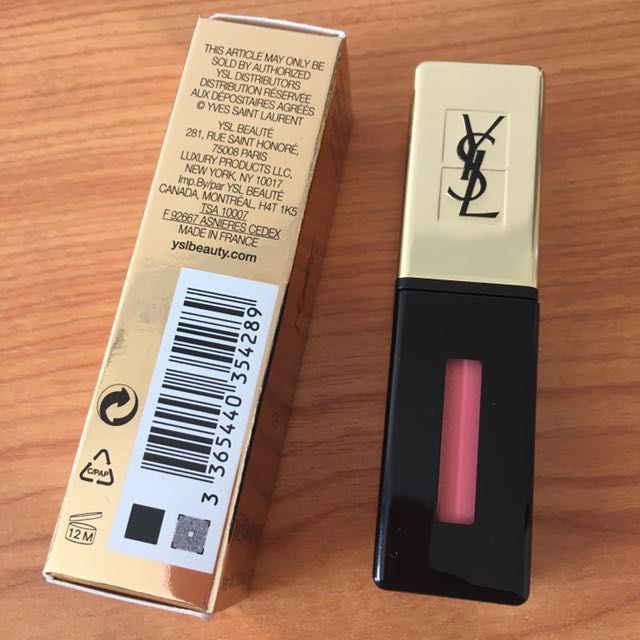 THIS ARTICLE MAY ONLY BE
SOLD BY AUTHORIZED
YSL DISTRIBUTORS
DISTRIBUTION RÉSERVÉE
AUX DÉPOSITAIRES AGRÉÉS
© YVES SAINT LAURENT
YSL BEAUTÉ
281, RUE SAINT HONORÉ,
75008 PARIS
LUXURY PRODUCTS LLC,
NEW YORK, NY 10017
Imp.By/par YSL BEAUTÉ
CANADA, MONTRÉAL, H4T 1K5
TSA 10007
F 92667 ASNIERES CEDEX
MADE IN FRANCE
yslbeauty.com
3 365440 354289
C/PAP
12 M
YSL